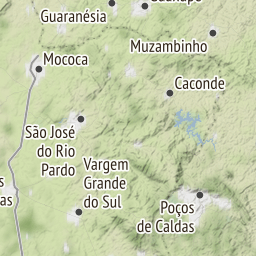 Guaranésia
Muzambinho
Mococa
Caconde
São José
do Rio
Pardo
Vargem
Grande
do Sul
Poços
de Caldas